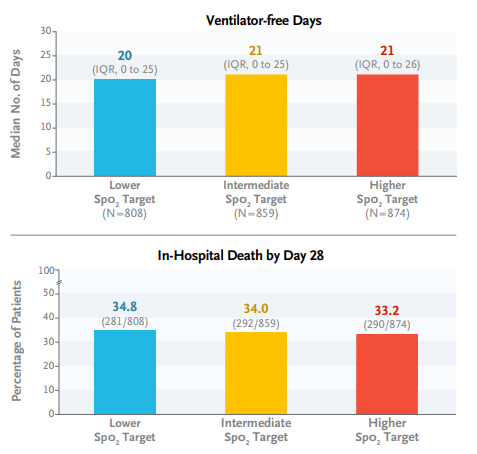 Ventilator-free Days
Median No. of Days
30
25
20
15
10
5
0
20
(IQR, 0 to 25)
21
(IQR, 0 to 25)
21
(IQR, 0 to 26)
Lower
Spo₂ Target
(N=808)
Intermediate
Spo₂ Target
(N=859)
Higher
Spo₂ Target
(N=874)
In-Hospital Death by Day 28
Percentage of Patients
100
50
40
30
20
10
0
34.8
(281/808)
34.0
(292/859)
33.2
(290/874)
Lower
Spo₂ Target
Intermediate
Spo₂ Target
Higher
Spo₂ Target